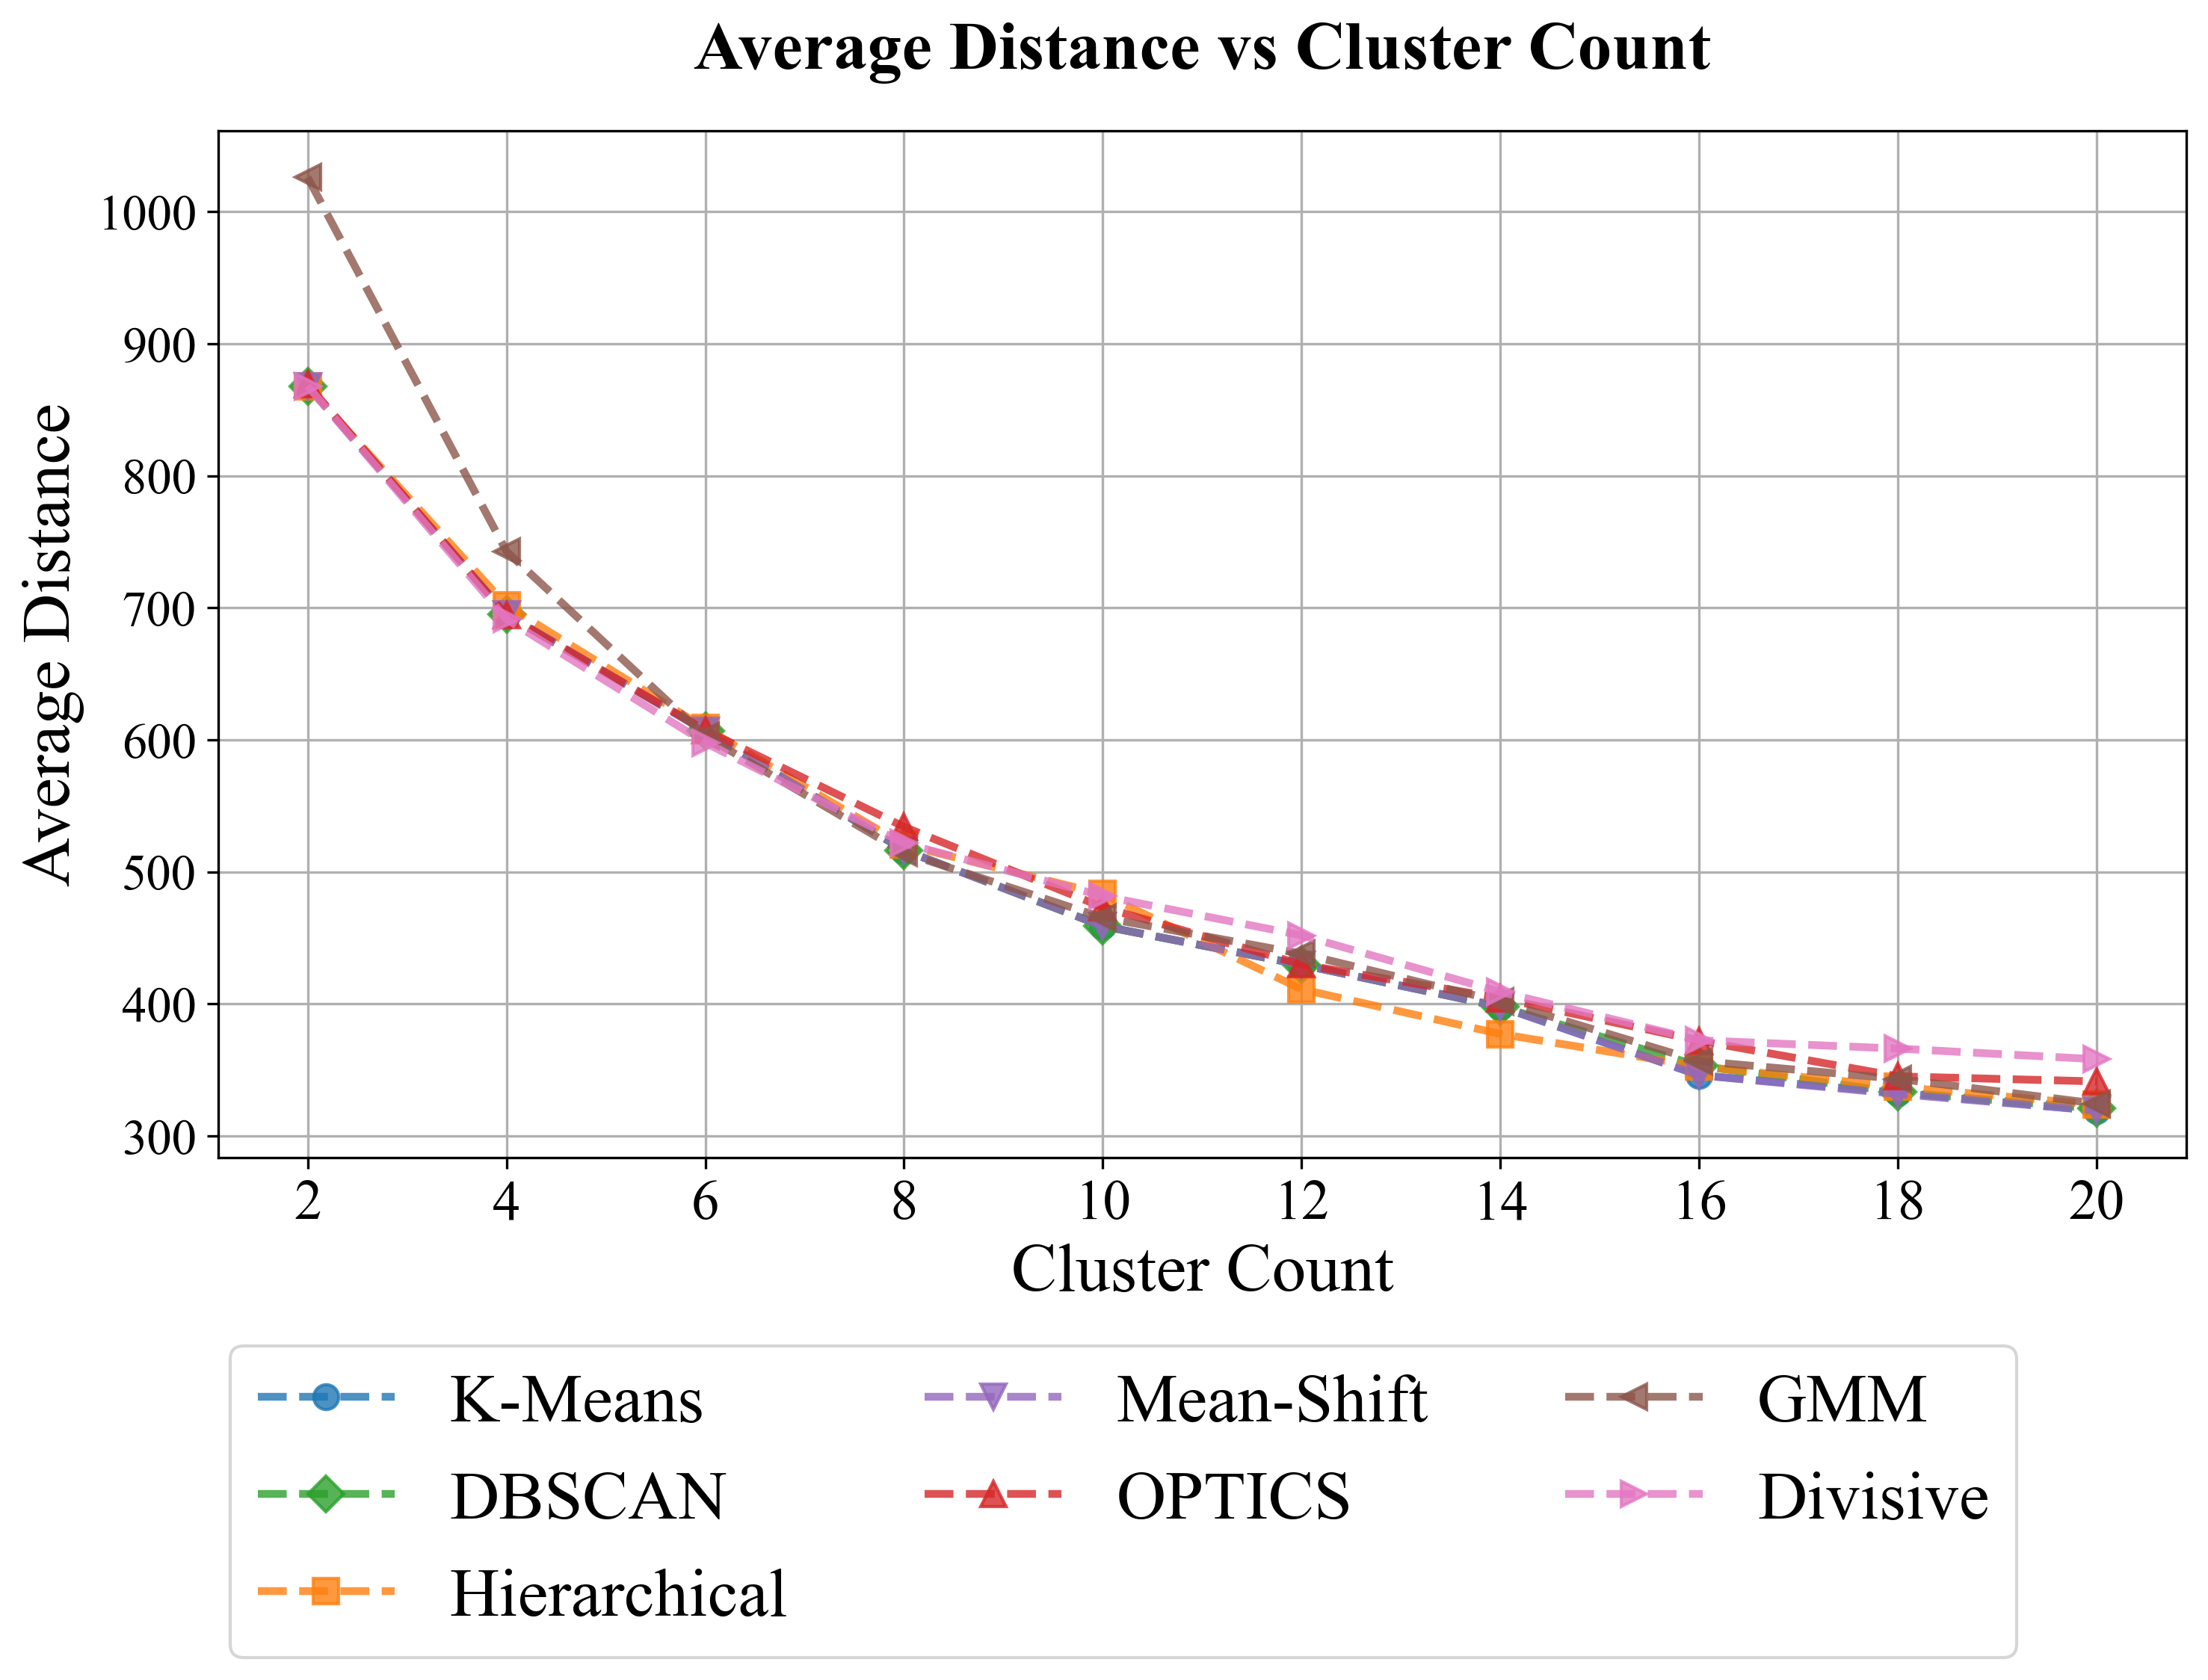 Average Distance vs Cluster Count
Average Distance
1000
900
800
700
600
500
400
300
2 4 6 8 10 12 14 16 18 20
Cluster Count
K-Means
DBSCAN
Hierarchical
Mean-Shift
OPTICS
GMM
Divisive